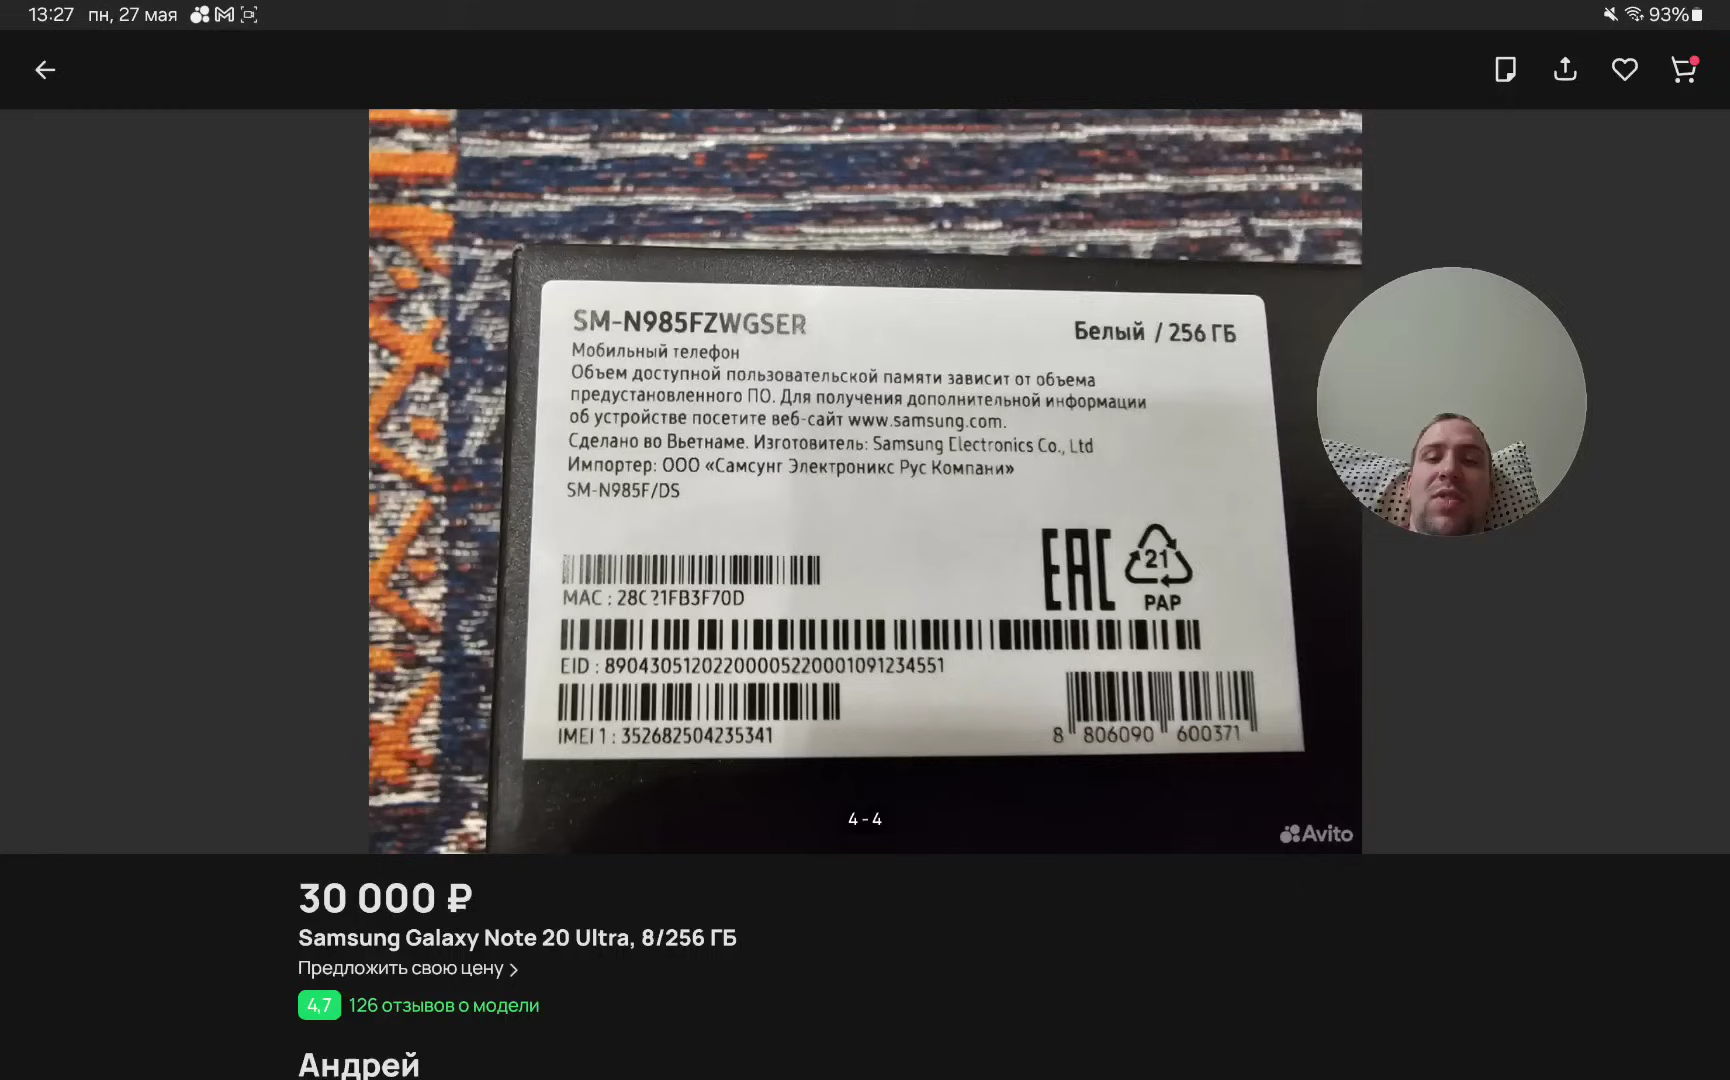 13:27 пн, 27 мая
93%
SM-N985FZWGSER
Белый / 256 ГБ
Мобильный телефон
Объем доступной пользовательской памяти зависит от объема
предустановленного ПО. Для получения дополнительной информации
об устройстве посетите веб-сайт www.samsung.com.
Сделано во Вьетнаме. Изготовитель: Samsung Electronics Co., Ltd
Импортер: ООО «Самсунг Электроникс Рус Компани»
SM-N985F/DS
EAC
21
PAP
MAC :
EID : 89043051202200005220001091234551
IMEI 1 : 352682504235341
8 806090 600371
4 - 4
Avito
30 000 ₽
Samsung Galaxy Note 20 Ultra, 8/256 ГБ
Предложить свою цену
4,7 126 отзывов о модели
Андрей